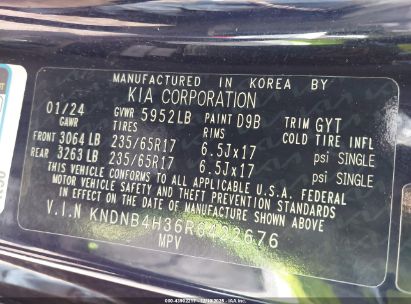 MANUFACTURED IN KOREA BY
KIA CORPORATION
01/24 GVWR 5952LB PAINT D9B TRIM GYT
GAWR TIRES RIMS COLD TIRE INFL
FRONT 3064 LB 235/65R17 6.5Jx17 psi SINGLE
REAR 3263 LB 235/65R17 6.5Jx17 psi SINGLE
THIS VEHICLE CONFORMS TO ALL APPLICABLE U.S.A. FEDERAL
MOTOR VEHICLE SAFETY AND THEFT PREVENTION STANDARDS
IN EFFECT ON THE DATE OF MANUFACTURE SHOWN ABOVE
V.I.N
MPV